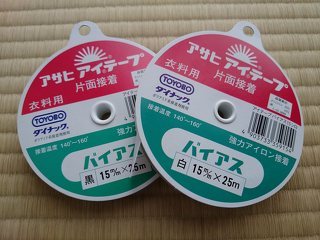 アサヒ アイテープ
片面接着
衣料用
TOYOBO
ダイナック
接着温度 140°〜160°
強力アイロン接着
バイアス
黒 15㎜×25m
アサヒ アイテープ
片面接着
衣料用
TOYOBO
ダイナック
接着温度 140°〜160°
強力アイロン接着
バイアス
白 15㎜×25m